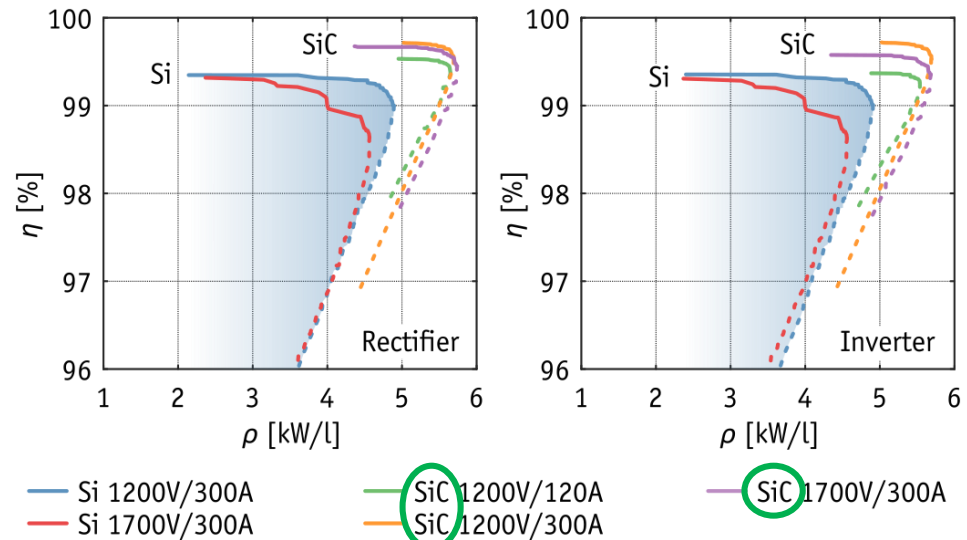 100
99
98
97
96
η [%]
SiC
Si
Rectifier
1 2 3 4 5 6
ρ [kW/l]
100
99
98
97
96
η [%]
SiC
Si
Inverter
1 2 3 4 5 6
ρ [kW/l]
Si 1200V/300A
SiC 1200V/120A
SiC 1700V/300A
Si 1700V/300A
SiC 1200V/300A